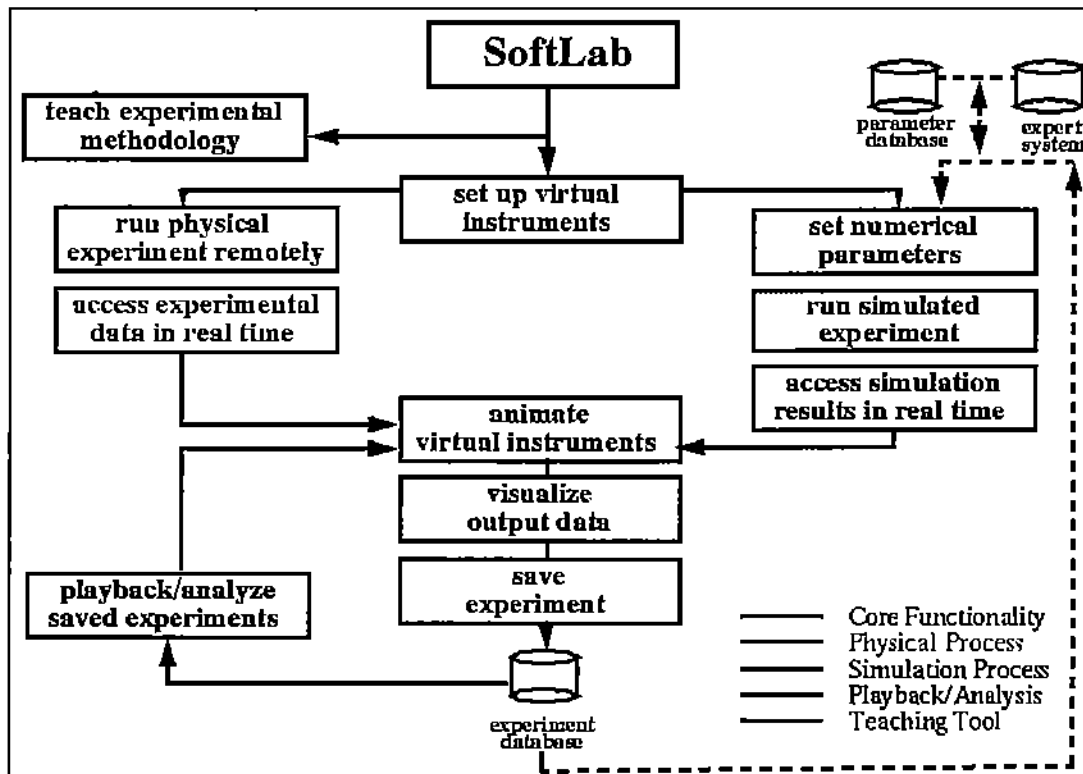 SoftLab
teach experimental
methodology
parameter
database
expert
system
set up virtual
instruments
run physical
experiment remotely
set numerical
parameters
access experimental
data in real time
run simulated
experiment
access simulation
results in real time
animate
virtual instruments
visualize
output data
save
experiment
playback/analyze
saved experiments
experiment
database
Core Functionality
Physical Process
Simulation Process
Playback/Analysis
Teaching Tool